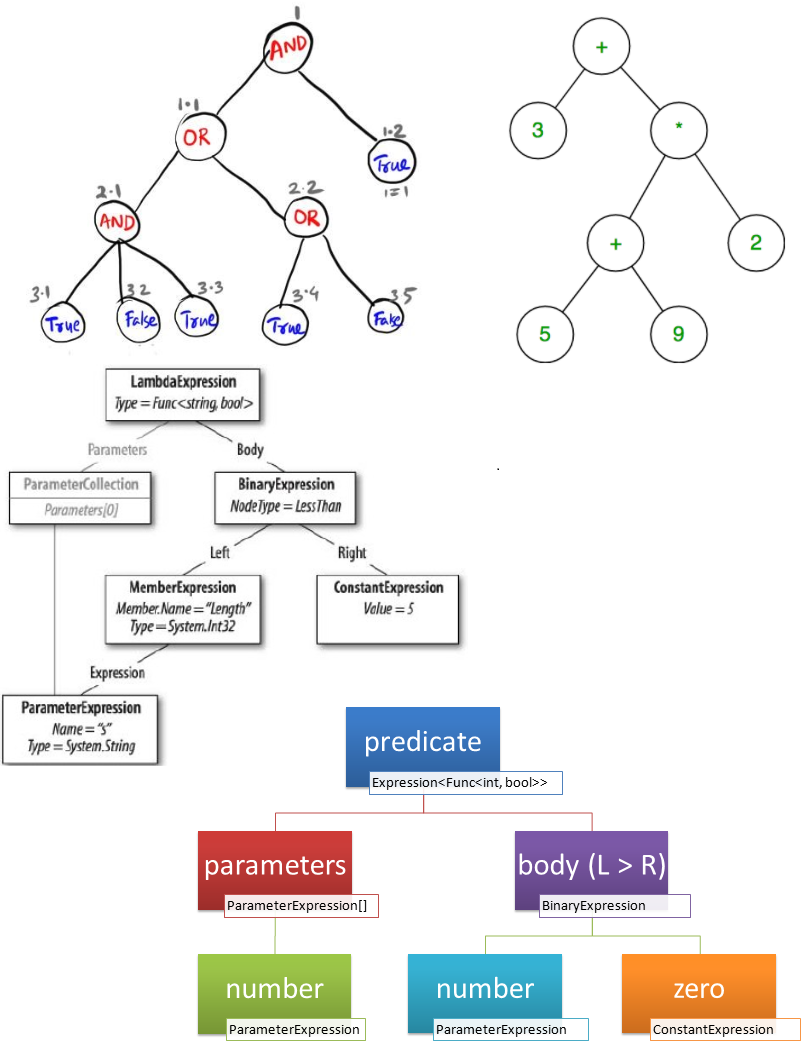 1
AND
1.1
OR
1.2
True
1=1
2.1
AND
2.2
OR
3.1
True
3.2
False
3.3
True
3.4
True
3.5
False
+
3
*
+
2
5
9
LambdaExpression
Type = Func<string, bool>
Parameters
Body
ParameterCollection
Parameters[0]
BinaryExpression
NodeType = LessThan
Left
Right
MemberExpression
Member.Name = "Length"
Type = System.Int32
ConstantExpression
Value = 5
Expression
ParameterExpression
Name = "s"
Type = System.String
predicate
Expression<Func<int, bool>>
parameters
ParameterExpression[]
body (L > R)
BinaryExpression
number
ParameterExpression
number
ParameterExpression
zero
ConstantExpression